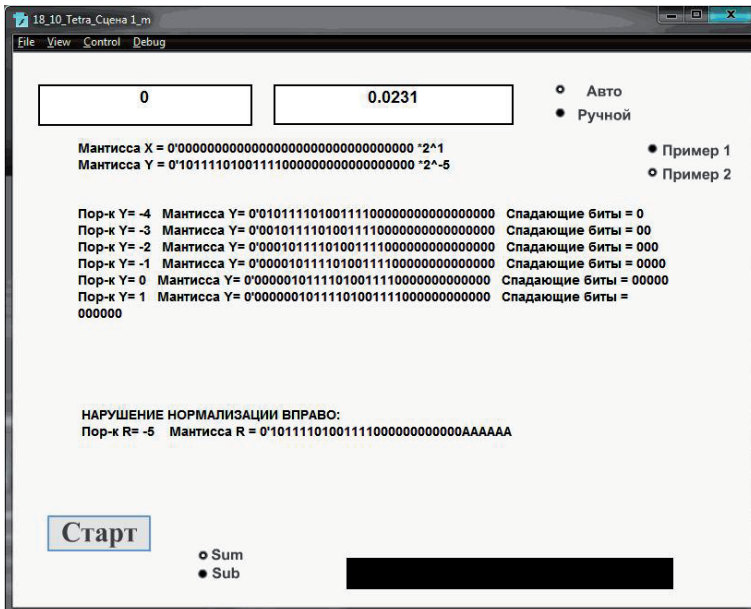 18_10_Tetra_Сцена 1_m
File View Control Debug
0
0.0231
Авто
Ручной
Мантисса X = 0'00000000000000000000000000000000 *2^1
Мантисса Y = 0'10111101001111000000000000000000 *2^-5
Пример 1
Пример 2
Пор-к Y= -4 Мантисса Y= 0'01011110100111100000000000000000 Спадающие биты = 0
Пор-к Y= -3 Мантисса Y= 0'00101111010011110000000000000000 Спадающие биты = 00
Пор-к Y= -2 Мантисса Y= 0'00010111101001111000000000000000 Спадающие биты = 000
Пор-к Y= -1 Мантисса Y= 0'00001011110100111100000000000000 Спадающие биты = 0000
Пор-к Y= 0 Мантисса Y= 0'00000101111010011110000000000000 Спадающие биты = 00000
Пор-к Y= 1 Мантисса Y= 0'00000010111101001111000000000000 Спадающие биты =
000000
НАРУШЕНИЕ НОРМАЛИЗАЦИИ ВПРАВО:
Пор-к R= -5 Мантисса R = 0'10111101001111000000000000AAAAAA
Старт
Sum
Sub